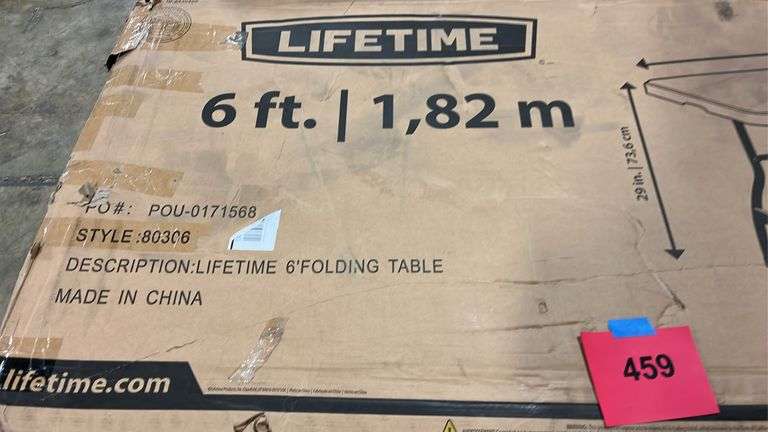 LIFETIME
6 ft. | 1,82 m
29 in. | 73,6 cm
PO#: POU-0171568
STYLE :80306
DESCRIPTION:LIFETIME 6'FOLDING TABLE
MADE IN CHINA
lifetime.com
459